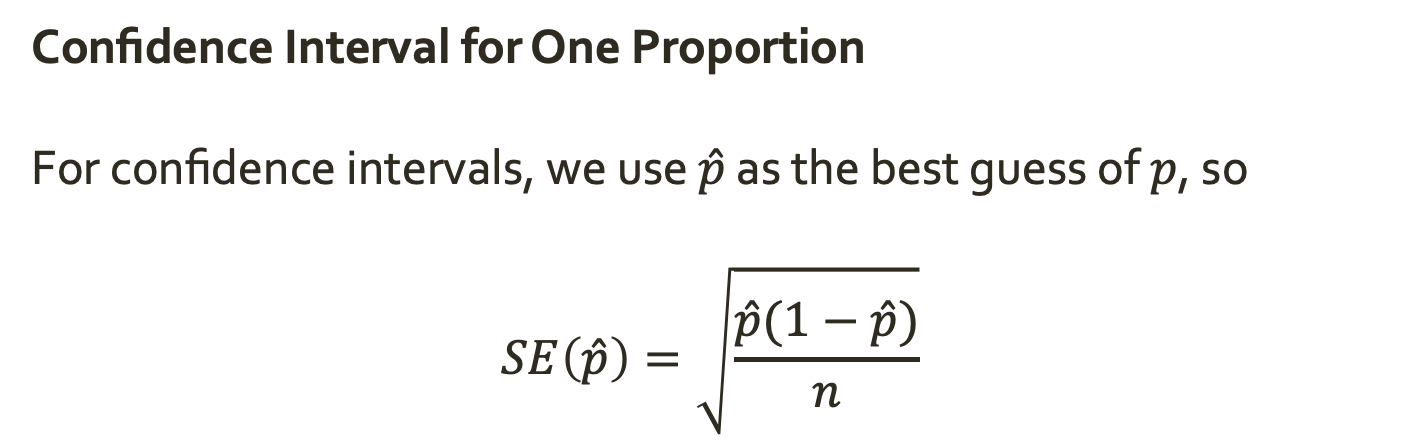 Confidence Interval for One Proportion
For confidence intervals, we use p̂ as the best guess of p, so
SE(p̂) = √(p̂(1 − p̂)/n)